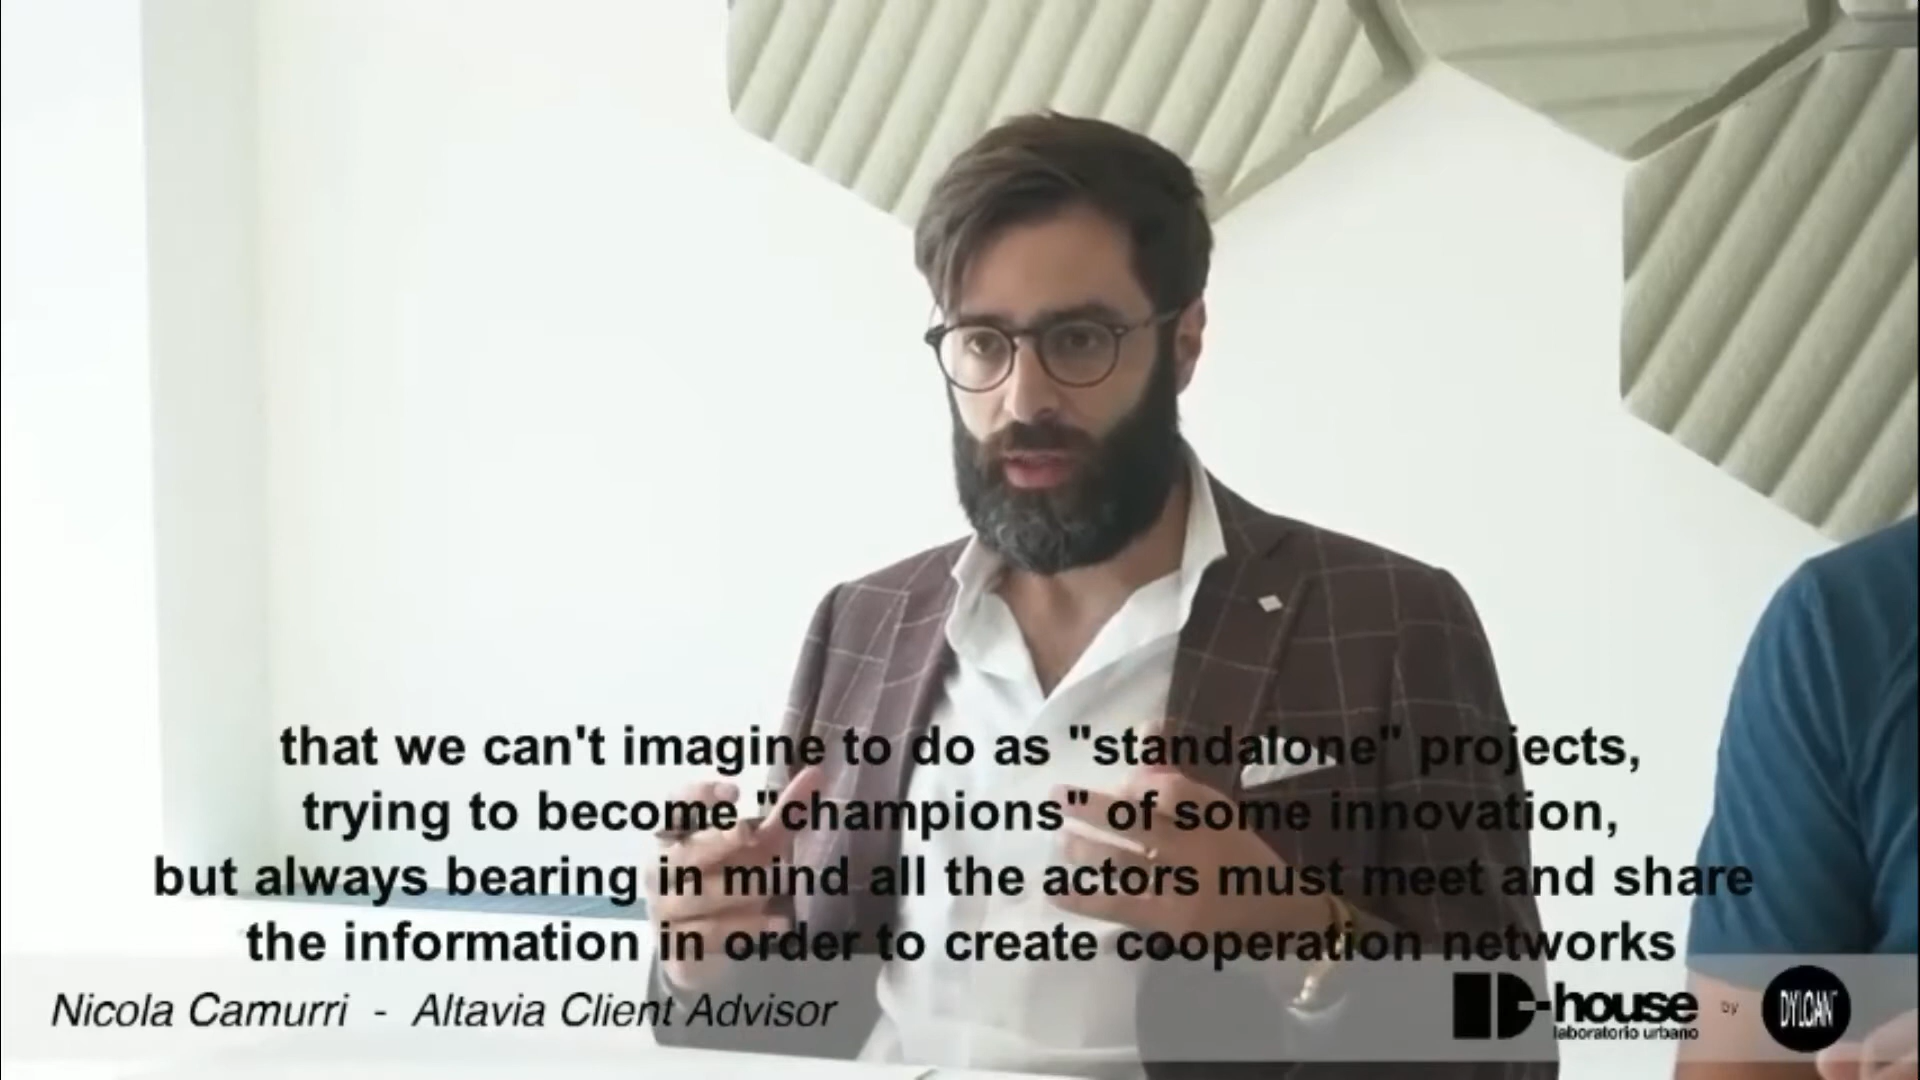 that we can't imagine to do as "standalone" projects,
trying to become "champions" of some innovation,
but always bearing in mind all the actors must meet and share
the information in order to create cooperation networks
Nicola Camurri - Altavia Client Advisor
D-house by DYLOAN
laboratorio urbano